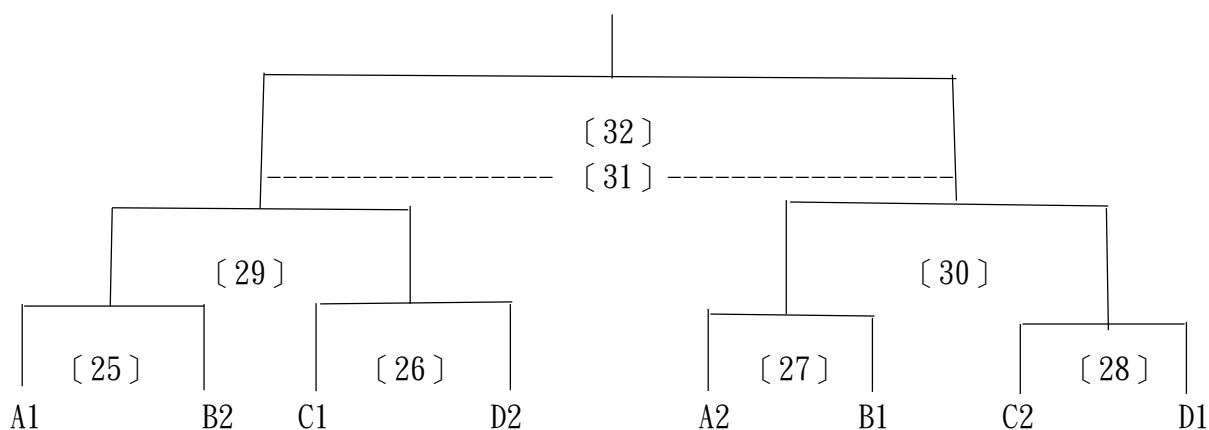 〔32〕
〔31〕
〔29〕 〔30〕
〔25〕 〔26〕 〔27〕 〔28〕
A1 B2 C1 D2 A2 B1 C2 D1